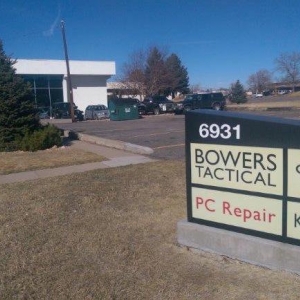 6931
BOWERS
TACTICAL
PC Repair